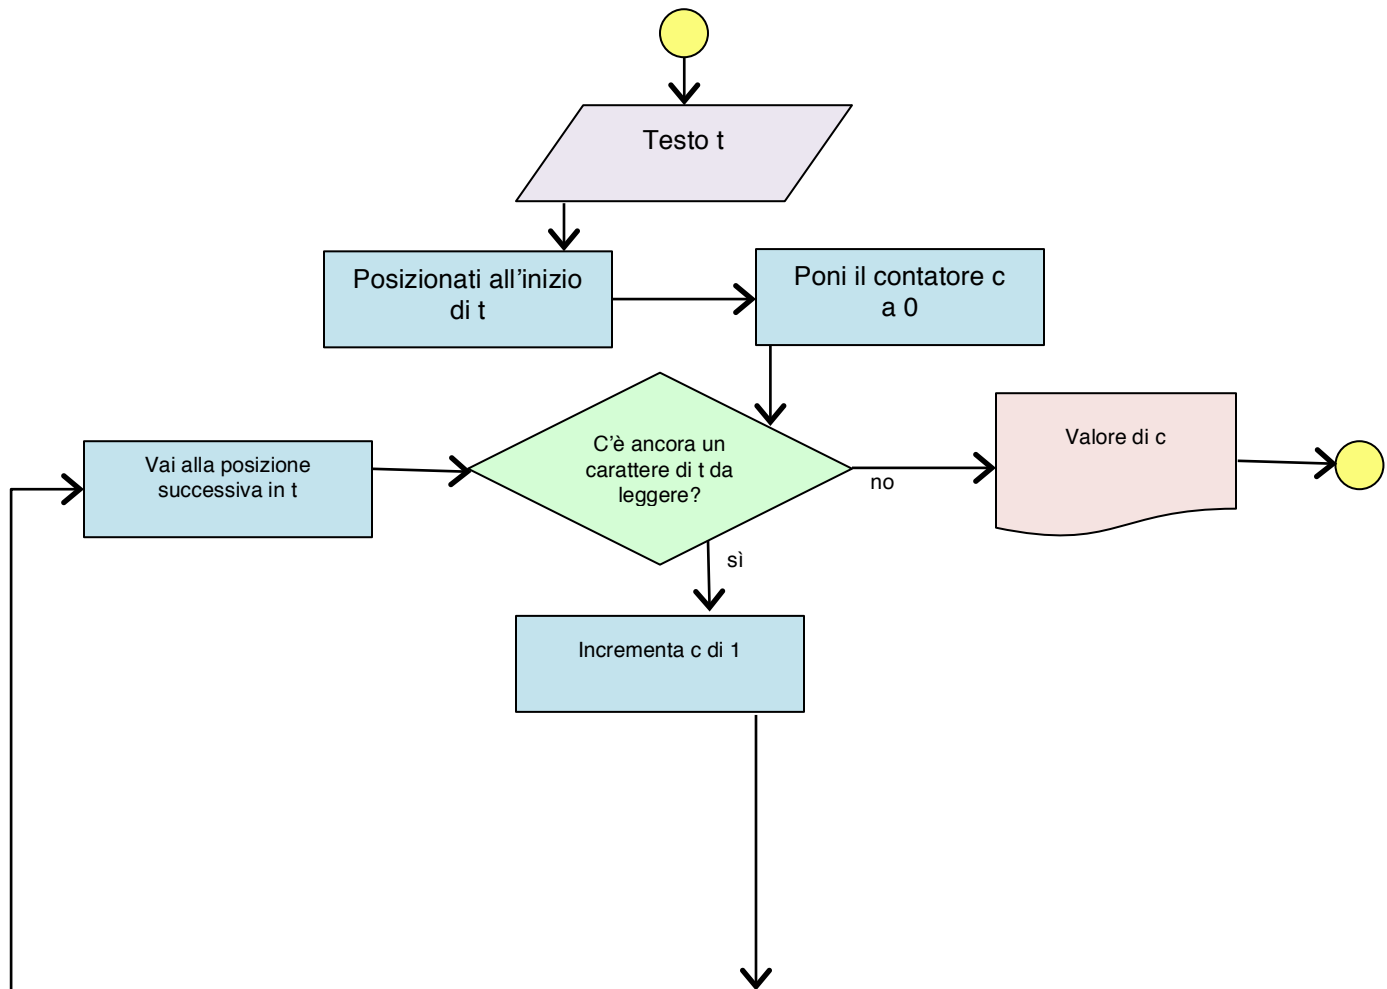 Testo t
Posizionati all’inizio
di t
Poni il contatore c
a 0
C’è ancora un
carattere di t da
leggere?
no
Valore di c
Vai alla posizione
successiva in t
sì
Incrementa c di 1